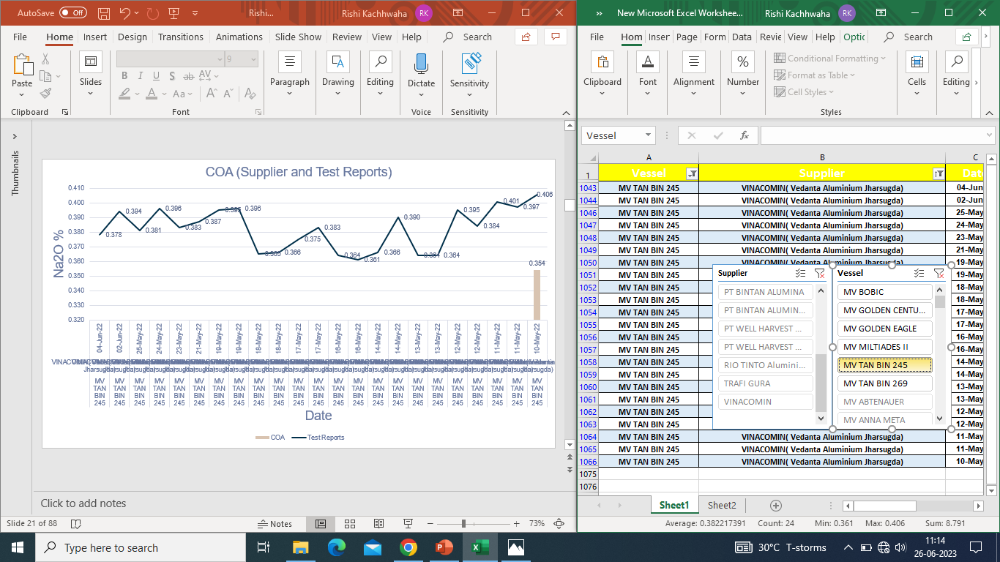 AutoSave Off Rishi... Rishi Kachhwaha RK
File Home Insert Design Transitions Animations Slide Show Review View Help Search
Paste Slides 9 Paragraph Drawing Editing Dictate Sensitivity
B I U S ab AV
A Aa A A A
Clipboard Font Voice Sensitivity
Thumbnails
COA (Supplier and Test Reports)
Na2O %
0.410
0.400
0.390
0.380
0.370
0.360
0.350
0.340
0.330
0.320
0.378 0.394 0.381 0.396 0.383 0.387 0.395 0.396 0.365 0.366 0.375 0.383 0.364 0.361 0.366 0.390 0.364 0.364 0.395 0.384 0.401 0.397 0.406
0.354
04-Jun-22 02-Jun-22 25-May-22 24-May-22 23-May-22 21-May-22 19-May-22 19-May-22 18-May-22 18-May-22 17-May-22 17-May-22 16-May-22 16-May-22 14-May-22 14-May-22 13-May-22 13-May-22 12-May-22 12-May-22 11-May-22 11-May-22 10-May-22
MV TAN BIN 245 MV TAN BIN 245 MV TAN BIN 245 MV TAN BIN 245 MV TAN BIN 245 MV TAN BIN 245 MV TAN BIN 245 MV TAN BIN 245 MV TAN BIN 245 MV TAN BIN 245 MV TAN BIN 245 MV TAN BIN 245 MV TAN BIN 245 MV TAN BIN 245 MV TAN BIN 245 MV TAN BIN 245 MV TAN BIN 245 MV TAN BIN 245 MV TAN BIN 245 MV TAN BIN 245 MV TAN BIN 245 MV TAN BIN 245 MV TAN BIN 245
Date
COA Test Reports
Click to add notes
Slide 21 of 88 Notes 73%
New Microsoft Excel Workshee... Rishi Kachhwaha RK
File Hom Inser Page Form Data Revie View Help Optic Search
Clipboard Font Alignment Number Conditional Formatting Cells Editing
Format as Table
Cell Styles
Styles
Vessel fx
A B C
1 Vessel Supplier Dat
1043 MV TAN BIN 245 VINACOMIN( Vedanta Aluminium Jharsugda) 04-Jun
1044 MV TAN BIN 245 VINACOMIN( Vedanta Aluminium Jharsugda) 02-Jun
1046 MV TAN BIN 245 VINACOMIN( Vedanta Aluminium Jharsugda) 25-May
1047 MV TAN BIN 245 VINACOMIN( Vedanta Aluminium Jharsugda) 24-May
1048 MV TAN BIN 245 VINACOMIN( Vedanta Aluminium Jharsugda) 23-May
1049 MV TAN BIN 245 VINACOMIN( Vedanta Aluminium Jharsugda) 21-May
1050 MV TAN BIN 245 VINACOMIN( Vedanta Aluminium Jharsugda) 19-May
1051 MV TAN BIN 245 19-May
1052 MV TAN BIN 245 18-May
1053 MV TAN BIN 245 18-May
1054 MV TAN BIN 245 17-May
1055 MV TAN BIN 245 17-May
1056 MV TAN BIN 245 16-May
1057 MV TAN BIN 245 16-May
1058 MV TAN BIN 245 14-May
1059 MV TAN BIN 245 14-May
1060 MV TAN BIN 245 13-May
1061 MV TAN BIN 245 13-May
1062 MV TAN BIN 245 12-May
1063 MV TAN BIN 245 12-May
1064 MV TAN BIN 245 VINACOMIN( Vedanta Aluminium Jharsugda) 11-May
1065 MV TAN BIN 245 VINACOMIN( Vedanta Aluminium Jharsugda) 11-May
1066 MV TAN BIN 245 VINACOMIN( Vedanta Aluminium Jharsugda) 10-May
1075
1076
Supplier
PT BINTAN ALUMINA
PT BINTAN ALUMIN...
PT WELL HARVEST ...
PT WELL HARVEST ...
RIO TINTO Alumini...
TRAFI GURA
VINACOMIN
Vessel
MV BOBIC
MV GOLDEN CENTU...
MV GOLDEN EAGLE
MV MILTIADES II
MV TAN BIN 245
MV TAN BIN 269
MV ABTENAUER
MV ANNA META
Sheet1 Sheet2
Average: 0.382217391 Count: 24 Min: 0.361 Max: 0.406 Sum: 8.791
Type here to search 30°C T-storms 11:14
26-06-2023